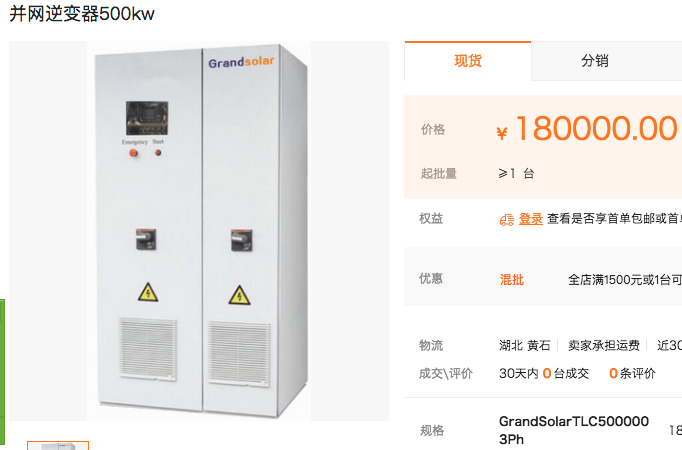 并网逆变器500kw
Grandsolar
Emergency Start
现货
分销
价格
¥ 180000.00
起批量
≥1 台
权益
登录 查看是否享首单包邮或首单
优惠
混批
全店满1500元或1台可
物流
湖北 黄石 卖家承担运费 近30
成交\评价
30天内 0 台成交 0 条评价
规格
GrandSolarTLC500000
3Ph
18